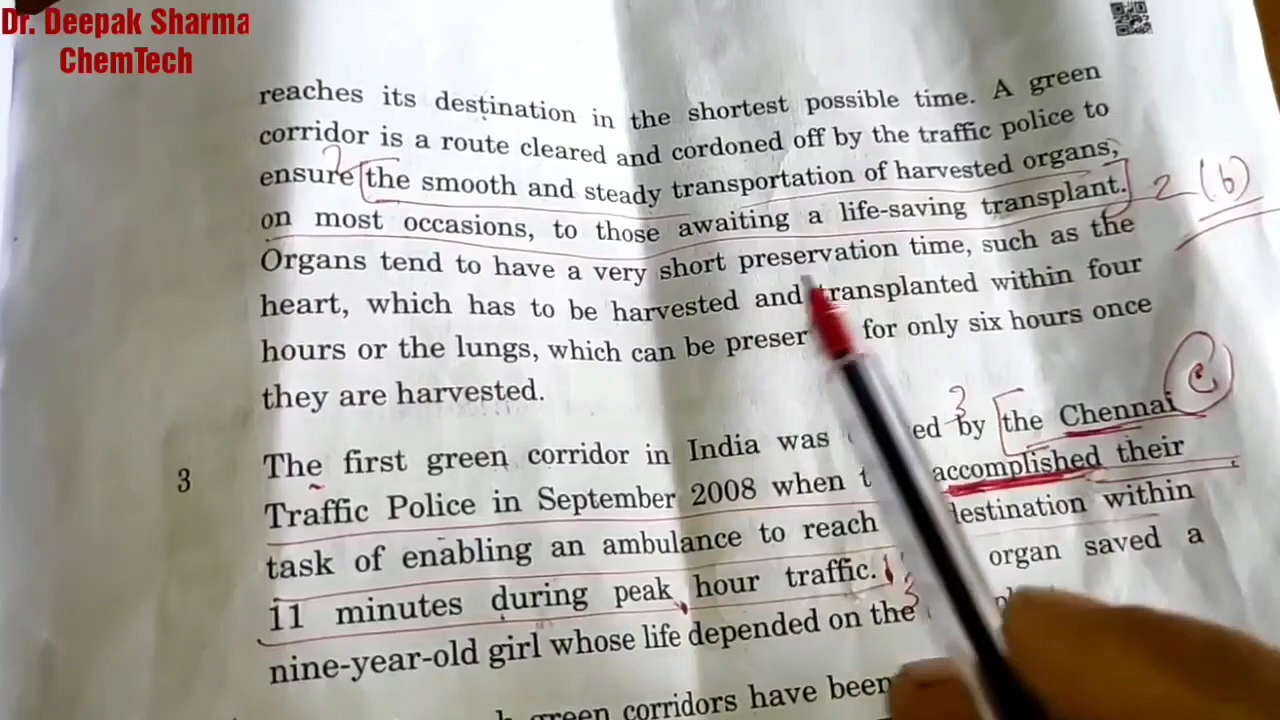 Dr. Deepak Sharma
ChemTech
reaches its destination in the shortest possible time. A green
corridor is a route cleared and cordoned off by the traffic police to
ensure the smooth and steady transportation of harvested organs,
on most occasions, to those awaiting a life-saving transplant. 2 (b)
Organs tend to have a very short preservation time, such as the
heart, which has to be harvested and transplanted within four
hours or the lungs, which can be for only six hours once
they are harvested.
3 The first green corridor in India was by the Chennai
Traffic Police in September 2008 when accomplished their
task of enabling an ambulance to reach destination within
11 minutes during peak hour traffic. organ saved a
nine-year-old girl whose life depended on the
green corridors have been